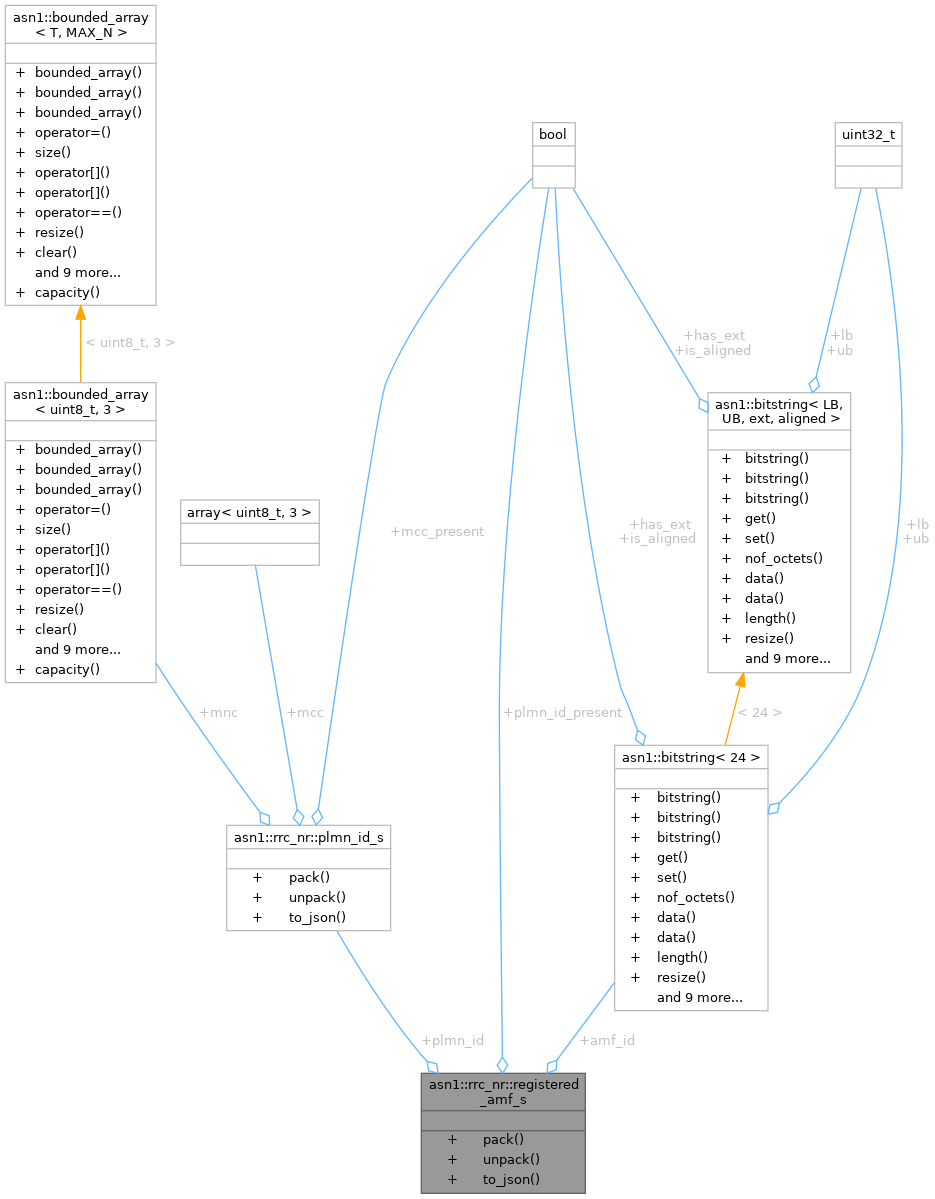 asn1::bounded_array
< T, MAX_N >
+ bounded_array()
+ bounded_array()
+ bounded_array()
+ operator=()
+ size()
+ operator[]()
+ operator[]()
+ operator==()
+ resize()
+ clear()
and 9 more...
+ capacity()
< uint8_t, 3 >
asn1::bounded_array
< uint8_t, 3 >
+ bounded_array()
+ bounded_array()
+ bounded_array()
+ operator=()
+ size()
+ operator[]()
+ operator[]()
+ operator==()
+ resize()
+ clear()
and 9 more...
+ capacity()
array< uint8_t, 3 >
bool
uint32_t
+has_ext
+is_aligned
+lb
+ub
asn1::bitstring< LB,
UB, ext, aligned >
+ bitstring()
+ bitstring()
+ bitstring()
+ get()
+ set()
+ nof_octets()
+ data()
+ data()
+ length()
+ resize()
and 9 more...
+mcc_present
+has_ext
+is_aligned
+lb
+ub
+mnc
+mcc
+plmn_id_present
< 24 >
asn1::bitstring< 24 >
+ bitstring()
+ bitstring()
+ bitstring()
+ get()
+ set()
+ nof_octets()
+ data()
+ data()
+ length()
+ resize()
and 9 more...
asn1::rrc_nr::plmn_id_s
+ pack()
+ unpack()
+ to_json()
+plmn_id
+amf_id
asn1::rrc_nr::registered
_amf_s
+ pack()
+ unpack()
+ to_json()